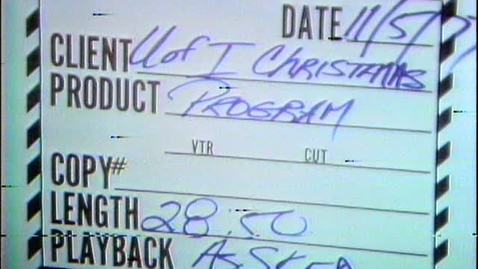 DATE 11/5/7
CLIENT U of I CHRISTMAS
PRODUCT PROGRAM
VTR CUT
COPY#
LENGTH 28:50
PLAYBACK